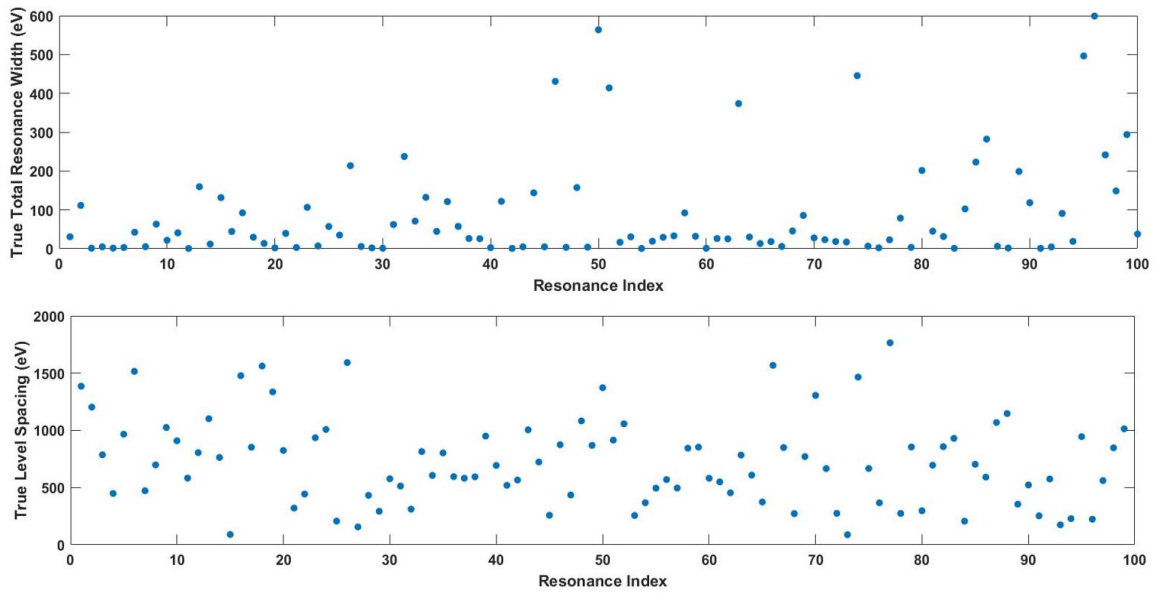 True Total Resonance Width (eV)
600
500
400
300
200
100
0
0 10 20 30 40 50 60 70 80 90 100
Resonance Index
True Level Spacing (eV)
2000
1500
1000
500
0
0 10 20 30 40 50 60 70 80 90 100
Resonance Index